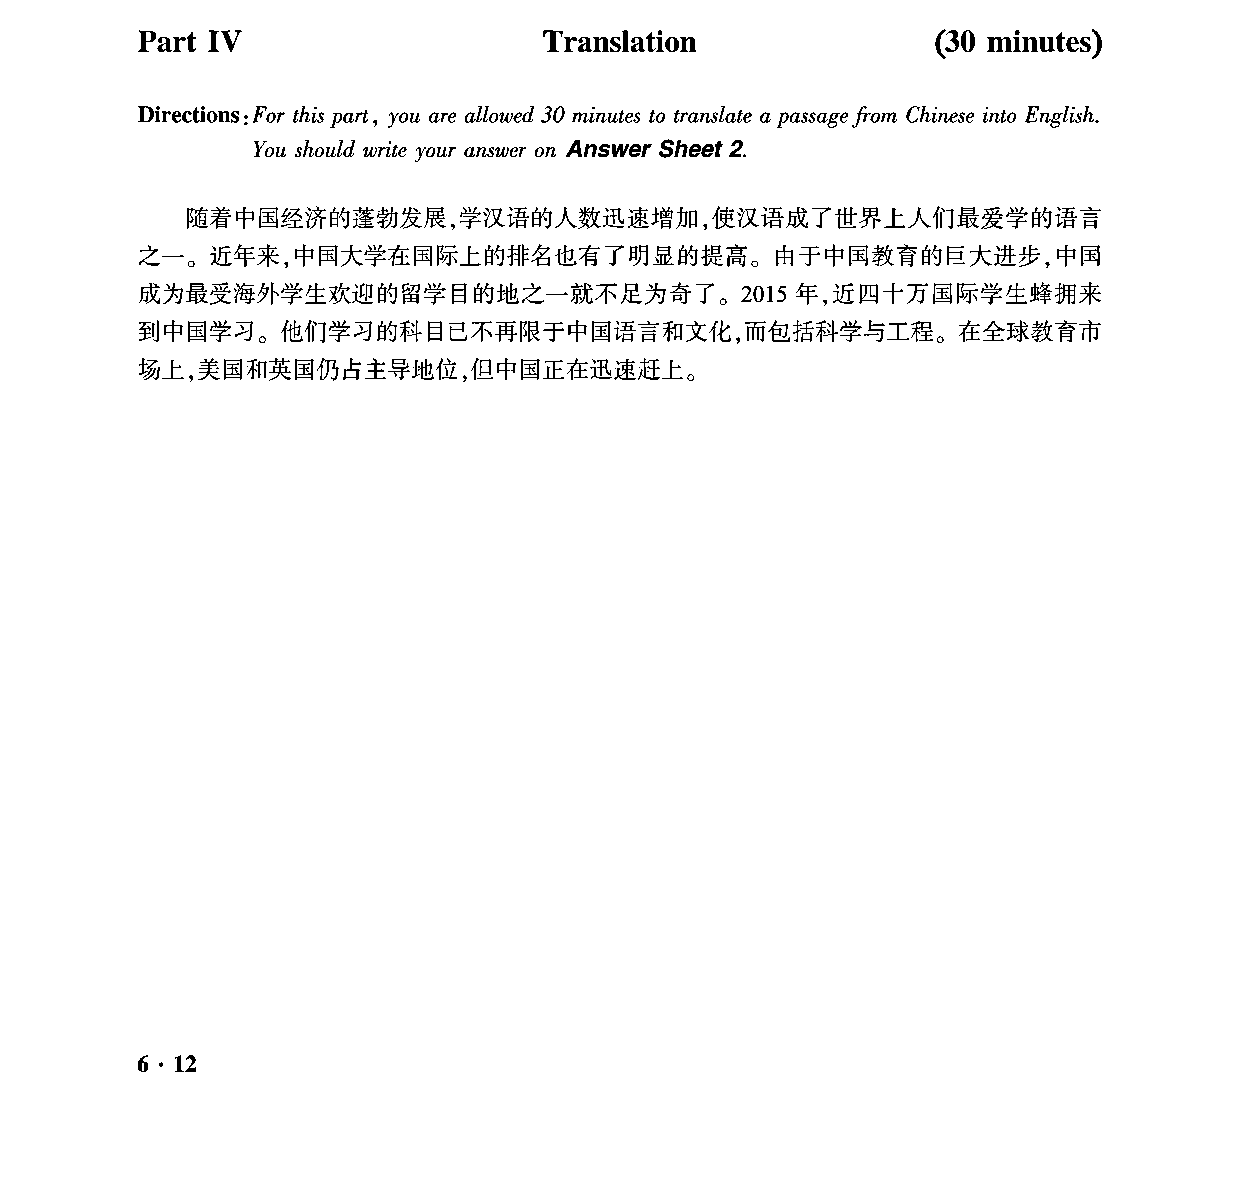 Part IV Translation (30 minutes)
Directions: For this part, you are allowed 30 minutes to translate a passage from Chinese into English.
You should write your answer on Answer Sheet 2.
随着中国经济的蓬勃发展,学汉语的人数迅速增加,使汉语成了世界上人们最爱学的语言
之一。近年来,中国大学在国际上的排名也有了明显的提高。由于中国教育的巨大进步,中国
成为最受海外学生欢迎的留学目的地之一就不足为奇了。2015 年,近四十万国际学生蜂拥来
到中国学习。他们学习的科目已不再限于中国语言和文化,而包括科学与工程。在全球教育市
场上,美国和英国仍占主导地位,但中国正在迅速赶上。
6 · 12